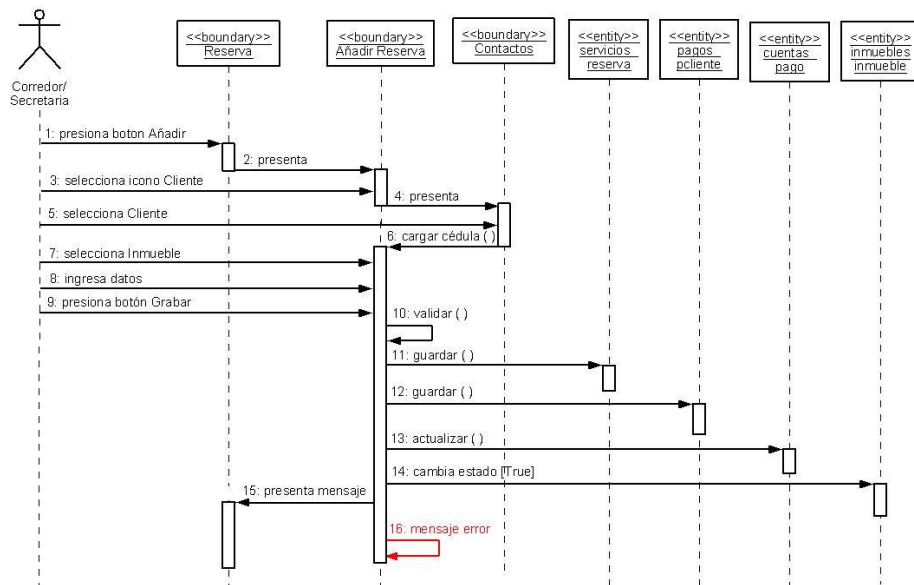 <<boundary>>
Reserva
<<boundary>>
Añadir Reserva
<<boundary>>
Contactos
<<entity>>
servicios
reserva
<<entity>>
pagos
pcliente
<<entity>>
cuentas
pago
<<entity>>
inmuebles
inmueble
Corredor/
Secretaria
1: presiona boton Añadir
2: presenta
3: selecciona icono Cliente
4: presenta
5: selecciona Cliente
6: cargar cédula ( )
7: selecciona Inmueble
8: ingresa datos
9: presiona botón Grabar
10: validar ( )
11: guardar ( )
12: guardar ( )
13: actualizar ( )
14: cambia estado [True]
15: presenta mensaje
16: mensaje error